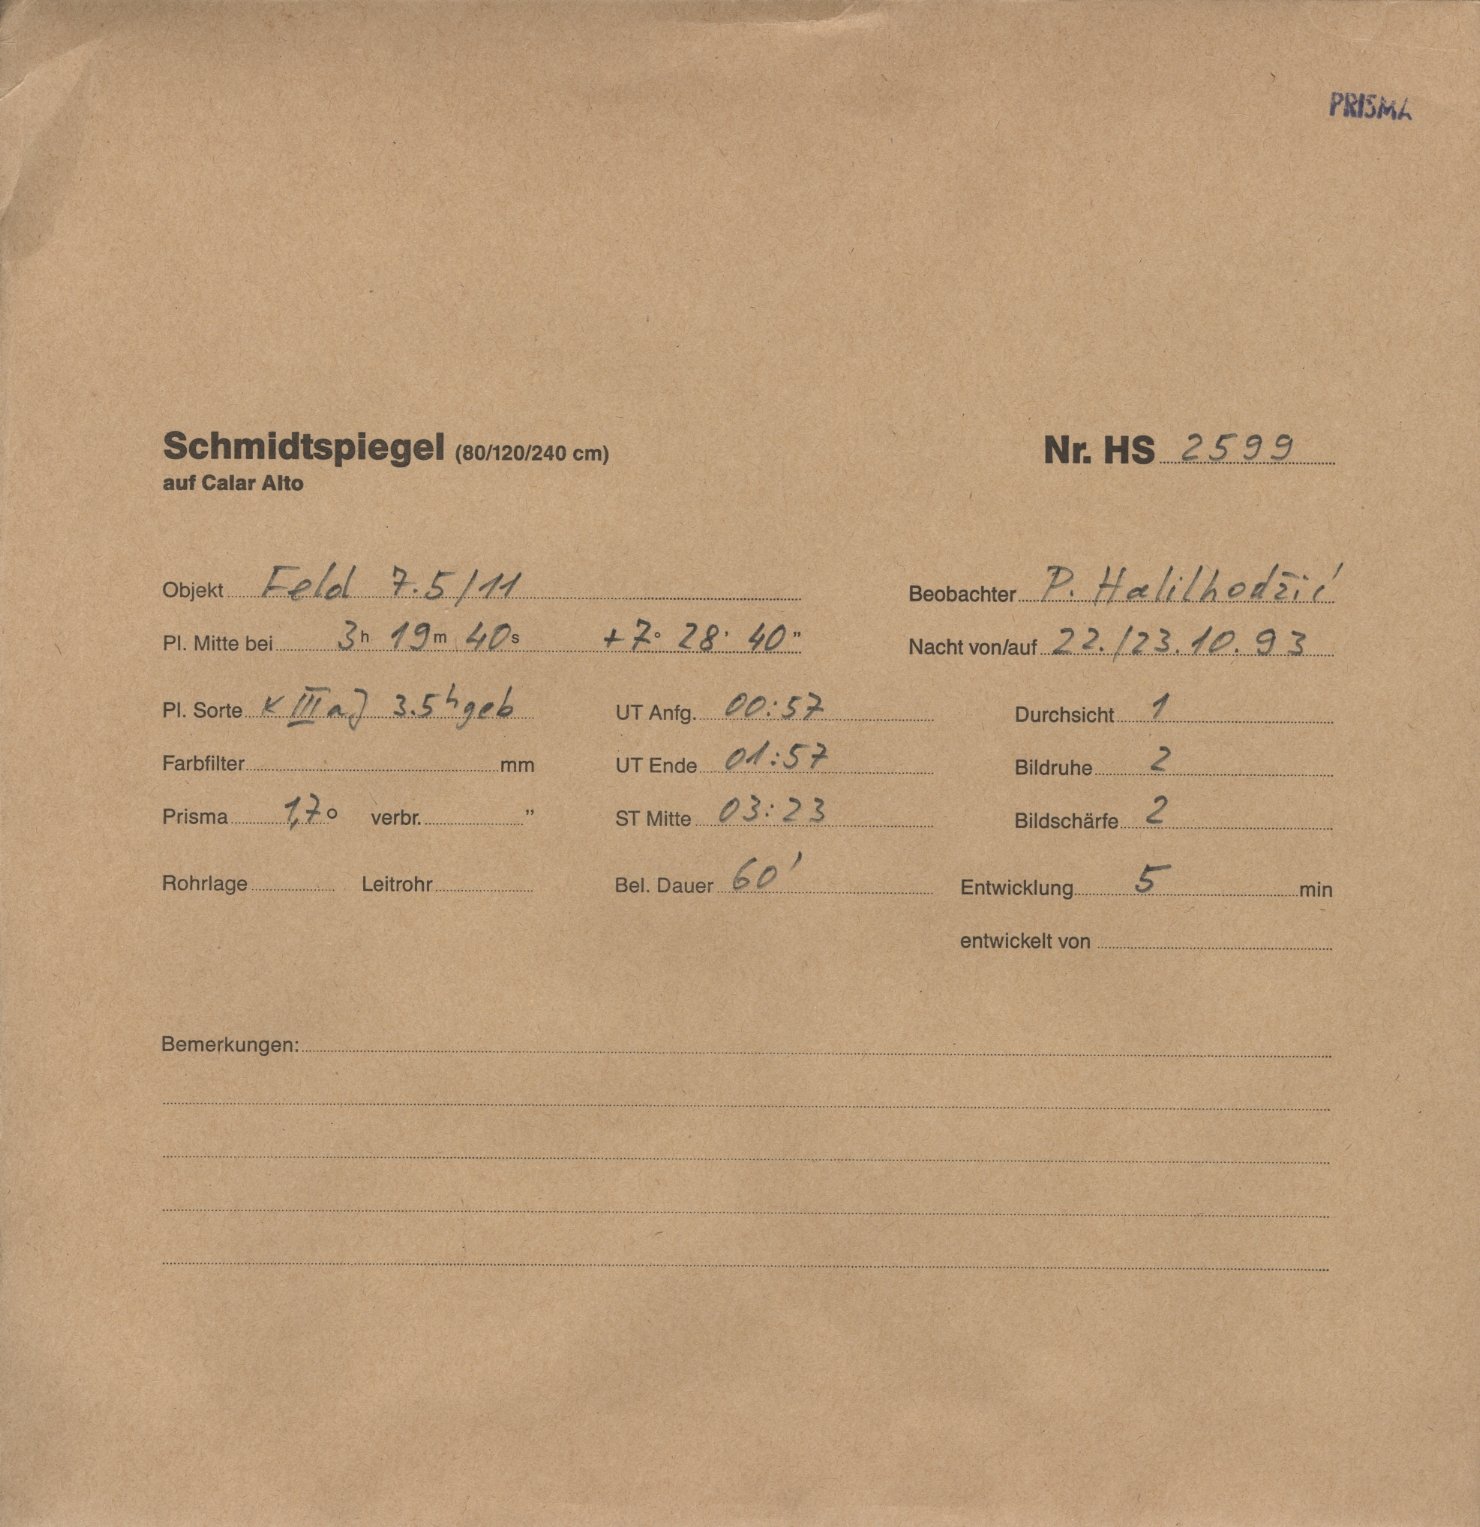 PRISMA
Schmidtspiegel (80/120/240 cm) Nr. HS 2599
auf Calar Alto
Objekt Feld 7.5/11 Beobachter P. Halilhodžić
Pl. Mitte bei 3h 19m 40s +7° 28' 40" Nacht von/auf 22./23.10.93
Pl. Sorte K IIIaJ 3.5h geb UT Anfg. 00:57 Durchsicht 1
Farbfilter mm UT Ende 01:57 Bildruhe 2
Prisma 1,7° verbr. " ST Mitte 03:23 Bildschärfe 2
Rohrlage Leitrohr Bel. Dauer 60' Entwicklung 5 min
entwickelt von
Bemerkungen: